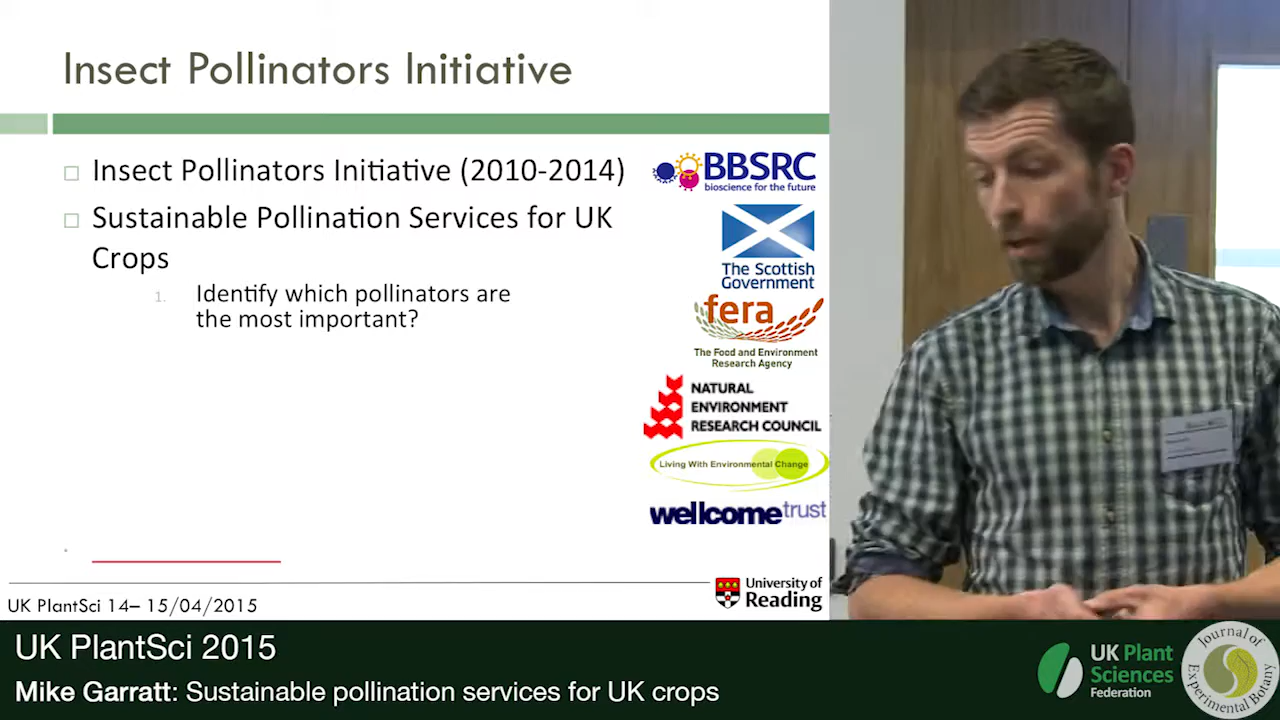 Insect Pollinators Initiative
Insect Pollinators Initiative (2010-2014)
Sustainable Pollination Services for UK
Crops
1. Identify which pollinators are
the most important?
BBSRC
bioscience for the future
The Scottish
Government
fera
The Food and Environment
Research Agency
NATURAL
ENVIRONMENT
RESEARCH COUNCIL
Living With Environmental Change
wellcometrust
University of
Reading
UK PlantSci 14– 15/04/2015
UK PlantSci 2015
Mike Garratt: Sustainable pollination services for UK crops
UK Plant
Sciences
Federation
Journal of
Experimental Botany